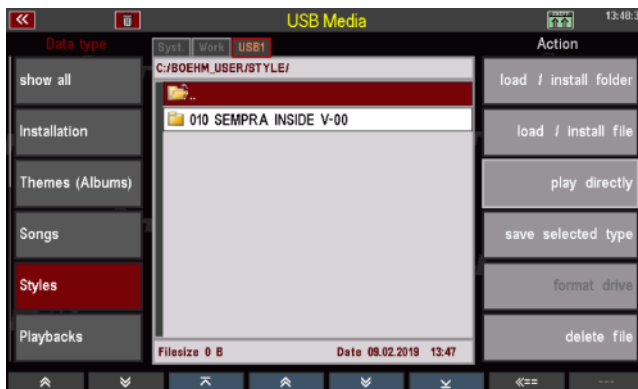 USB Media
13:48:3
Data type
Syst. Work USB1
Action
C:/BOEHM_USER/STYLE/
show all
..
load / install folder
010 SEMPRA INSIDE V-00
Installation
load / install file
Themes (Albums)
play directly
Songs
save selected type
Styles
format drive
Playbacks
delete file
Filesize 0 B Date 09.02.2019 13:47
«==
---